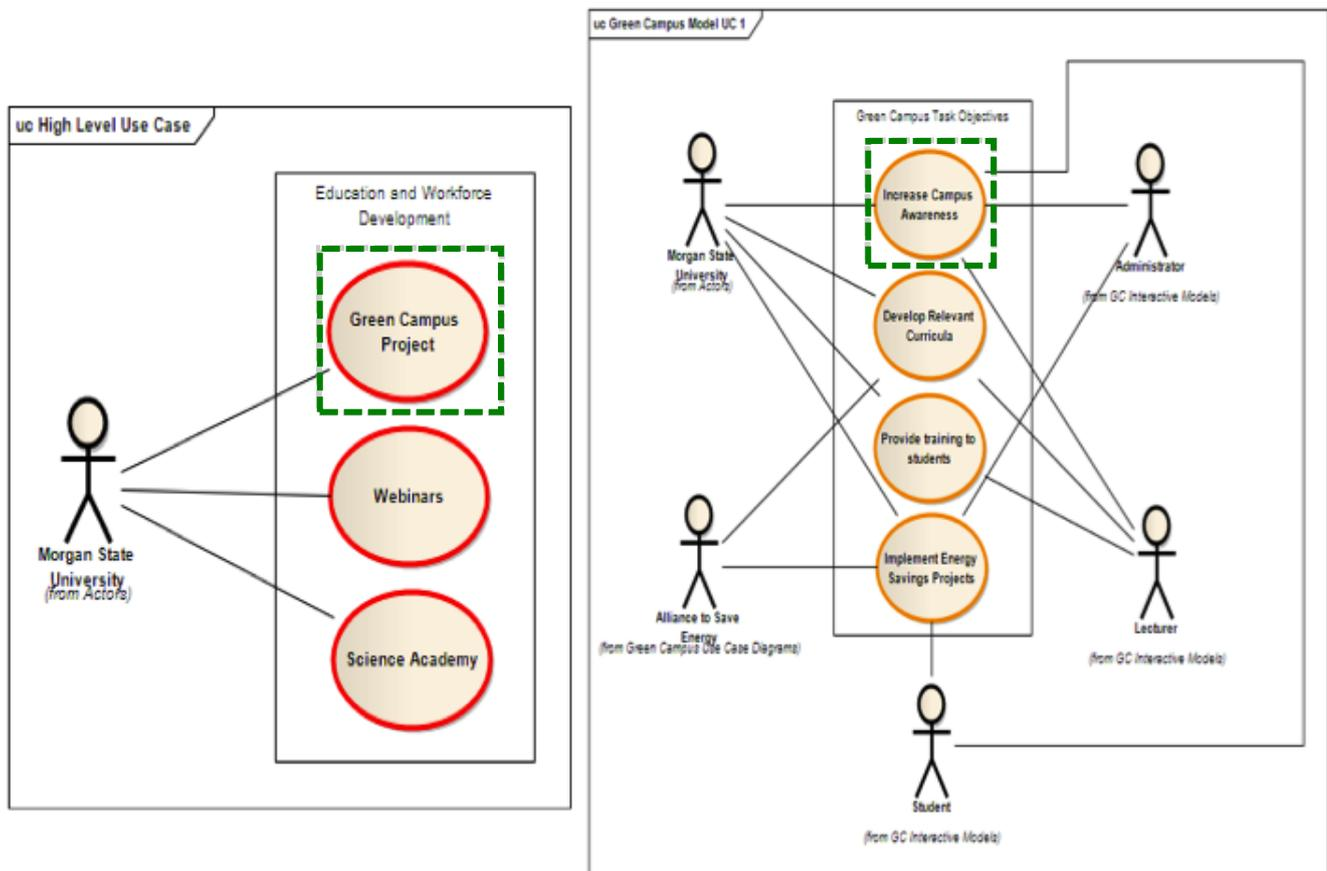 uc High Level Use Case
Education and Workforce
Development
Green Campus
Project
Webinars
Science Academy
Morgan State
University
(from Actors)
uc Green Campus Model UC 1
Green Campus Task Objectives
Increase Campus
Awareness
Develop Relevant
Curricula
Provide training to
students
Implement Energy
Savings Projects
Morgan State
University
(from Actors)
Administrator
(from GC Interactive Models)
Alliance to Save
Energy
(from Green Campus Use Case Diagrams)
Lecturer
(from GC Interactive Models)
Student
(from GC Interactive Models)